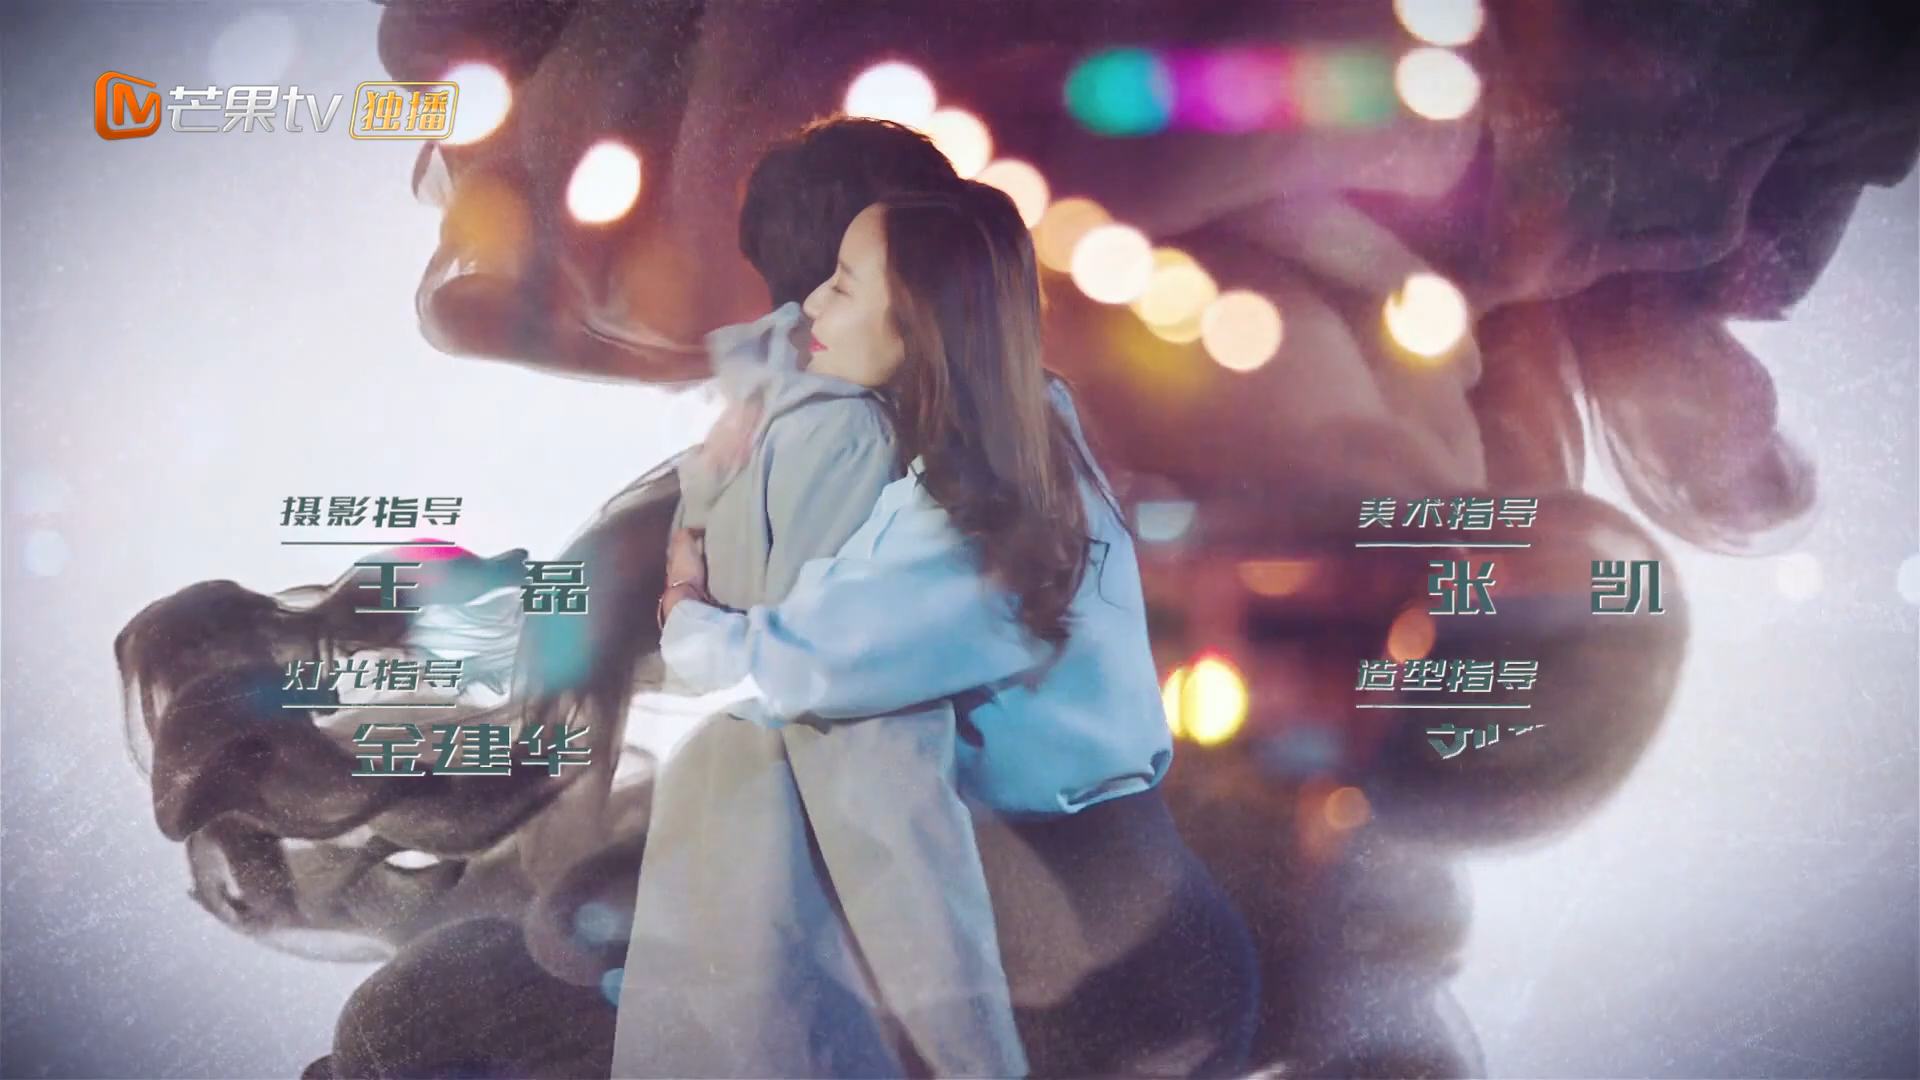 芒果tv 独播
摄影指导
王 磊
灯光指导
金建华
美术指导
张 凯
造型指导